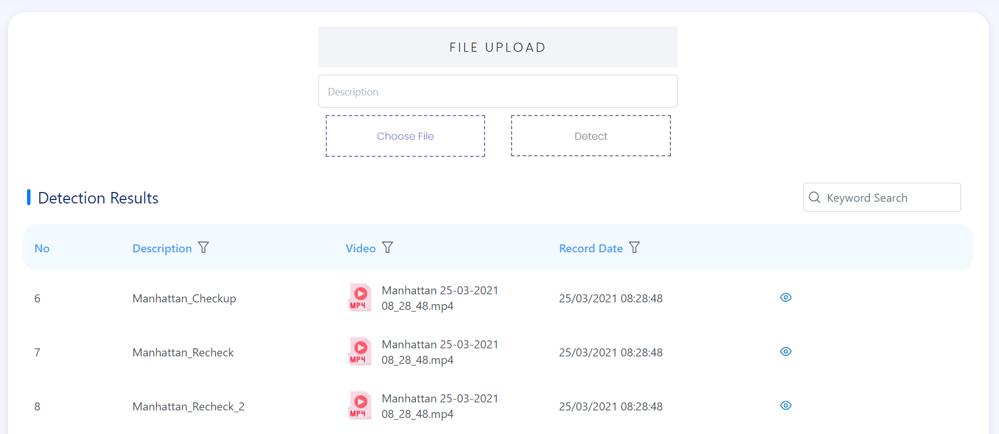 FILE UPLOAD
Description
Choose File Detect
Detection Results Keyword Search
No Description Video Record Date
6 Manhattan_Checkup MP4 Manhattan 25-03-2021 25/03/2021 08:28:48
08_28_48.mp4
7 Manhattan_Recheck MP4 Manhattan 25-03-2021 25/03/2021 08:28:48
08_28_48.mp4
8 Manhattan_Recheck_2 MP4 Manhattan 25-03-2021 25/03/2021 08:28:48
08_28_48.mp4